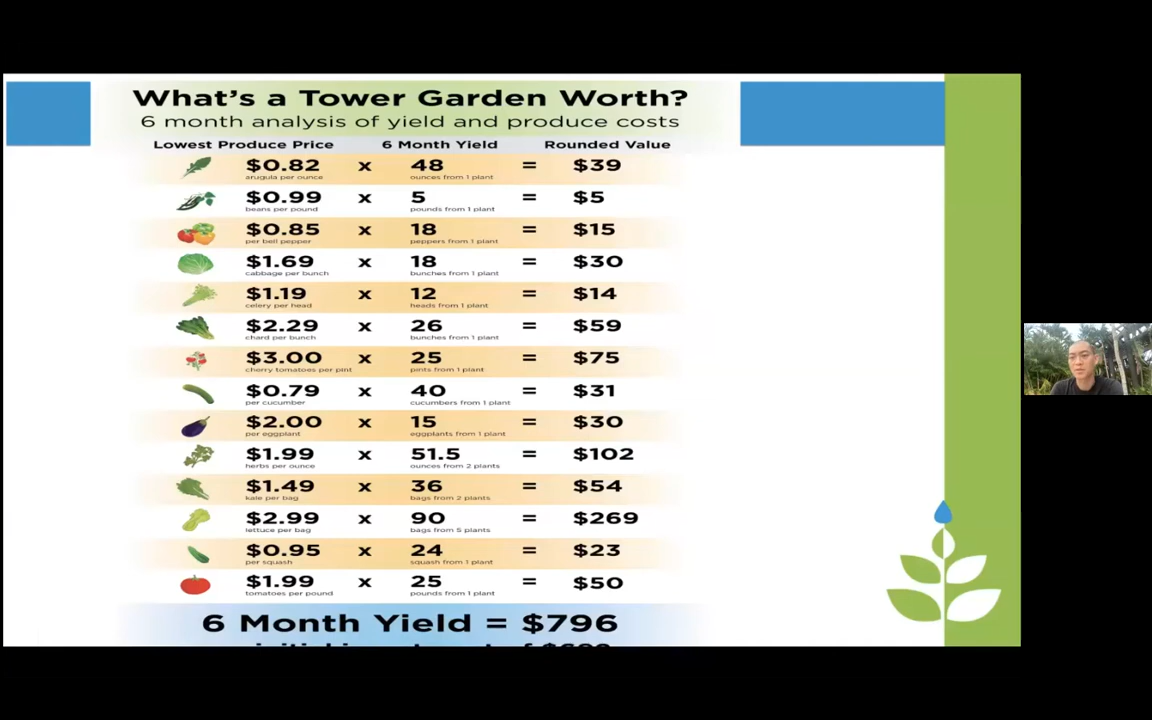 What's a Tower Garden Worth?
6 month analysis of yield and produce costs
Lowest Produce Price 6 Month Yield Rounded Value
$0.82 x 48 = $39
arugula per ounce ounces from 1 plant
$0.99 x 5 = $5
beans per pound pounds from 1 plant
$0.85 x 18 = $15
per bell pepper peppers from 1 plant
$1.69 x 18 = $30
cabbage per bunch bunches from 1 plant
$1.19 x 12 = $14
celery per head heads from 1 plant
$2.29 x 26 = $59
chard per bunch bunches from 1 plant
$3.00 x 25 = $75
cherry tomatoes per pint pints from 1 plant
$0.79 x 40 = $31
per cucumber cucumbers from 1 plant
$2.00 x 15 = $30
per eggplant eggplants from 1 plant
$1.99 x 51.5 = $102
herbs per ounce ounces from 2 plants
$1.49 x 36 = $54
kale per bag bags from 2 plants
$2.99 x 90 = $269
lettuce per bag bags from 5 plants
$0.95 x 24 = $23
per squash squash from 1 plant
$1.99 x 25 = $50
tomatoes per pound pounds from 1 plant
6 Month Yield = $796